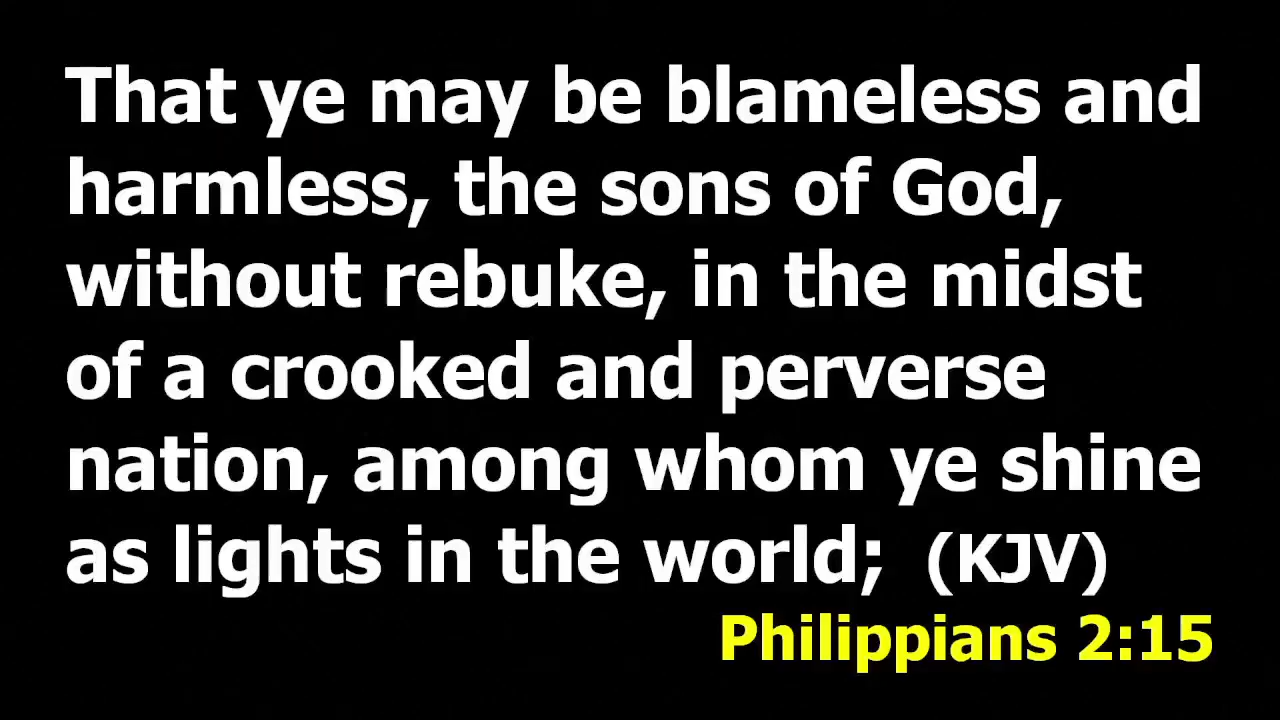 That ye may be blameless and
harmless, the sons of God,
without rebuke, in the midst
of a crooked and perverse
nation, among whom ye shine
as lights in the world; (KJV)
Philippians 2:15